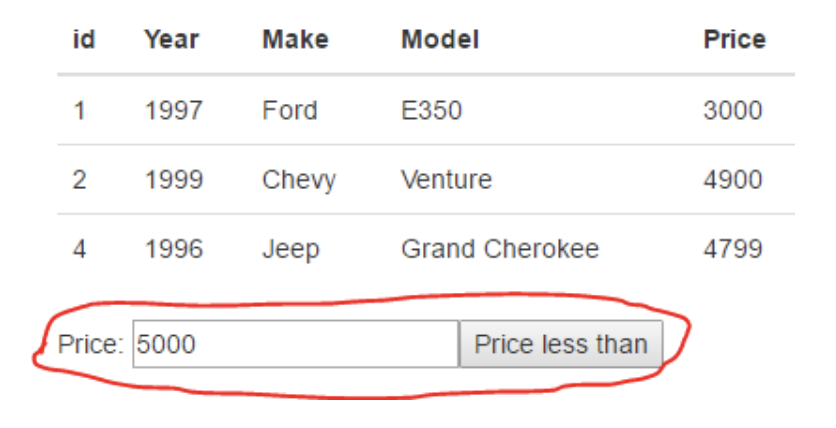 id Year Make Model Price
1 1997 Ford E350 3000
2 1999 Chevy Venture 4900
4 1996 Jeep Grand Cherokee 4799
Price: 5000 Price less than